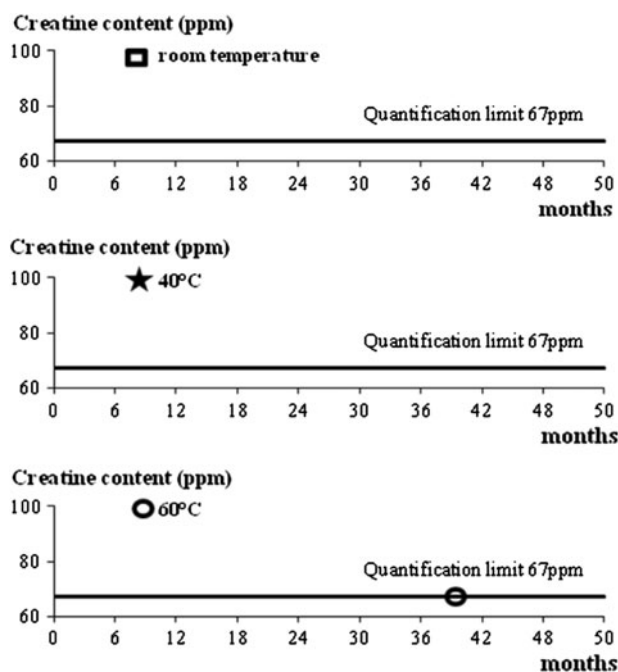 Creatine content (ppm)
100
room temperature
80
Quantification limit 67ppm
60
0 6 12 18 24 30 36 42 48 50
months
Creatine content (ppm)
100
40°C
80
Quantification limit 67ppm
60
0 6 12 18 24 30 36 42 48 50
months
Creatine content (ppm)
100
60°C
80
Quantification limit 67ppm
60
0 6 12 18 24 30 36 42 48 50
months